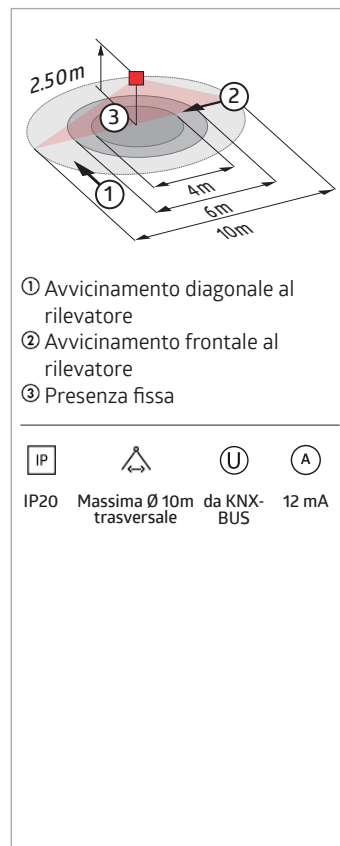 2.50m
3
2
1
4m
6m
10m
① Avvicinamento diagonale al
rilevatore
② Avvicinamento frontale al
rilevatore
③ Presenza fissa
IP
U
A
IP20
Massima Ø 10m
trasversale
da KNX-
BUS
12 mA